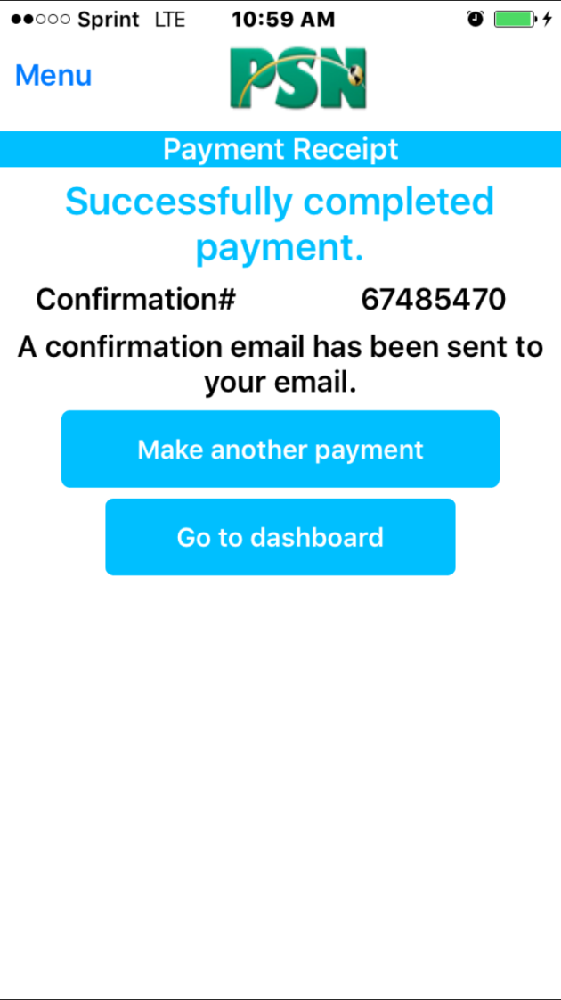 Sprint LTE 10:59 AM
Menu
PSN
Payment Receipt
Successfully completed
payment.
Confirmation# 67485470
A confirmation email has been sent to
your email.
Make another payment
Go to dashboard